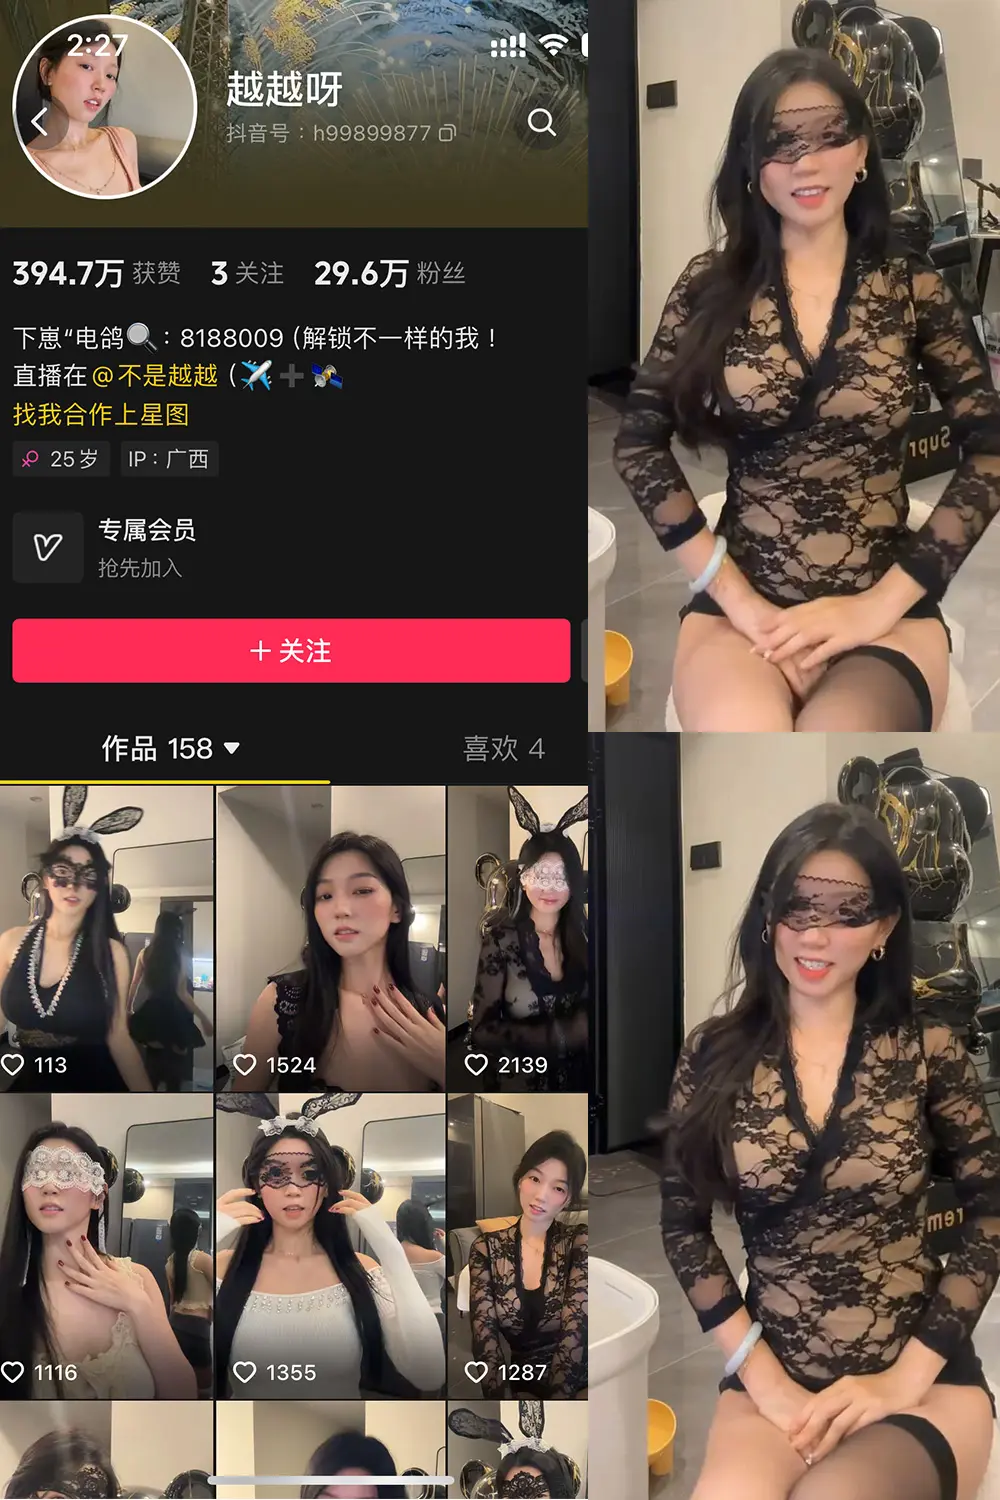 2:27
越越呀
抖音号：h99899877
394.7万 获赞 3 关注 29.6万 粉丝
下崽“电鸽🔍：8188009 (解锁不一样的我！
直播在@不是越越 (✈️➕🛰️
找我合作上星图
25岁 IP：广西
专属会员
抢先加入
+ 关注
作品 158 喜欢 4
113 1524 2139
1116 1355 1287
Supr
rem